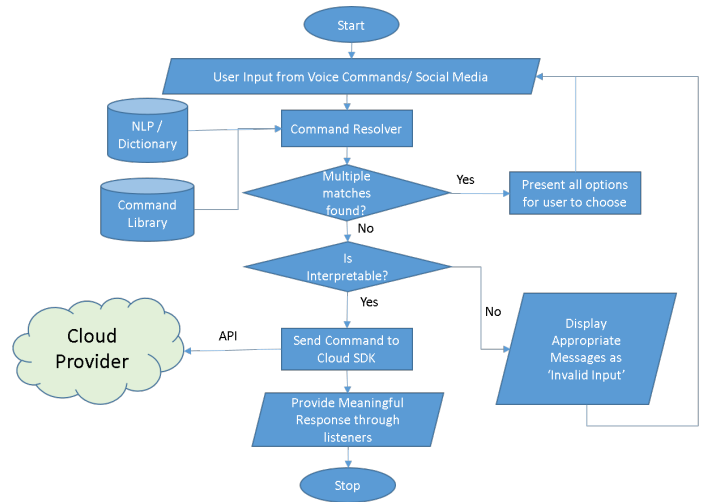 Start
User Input from Voice Commands/ Social Media
NLP /
Dictionary
Command Resolver
Command
Library
Multiple
matches
found?
Yes
Present all options
for user to choose
No
Is
Interpretable?
Yes
No
Cloud
Provider
API
Send Command to
Cloud SDK
Display
Appropriate
Messages as
‘Invalid Input’
Provide Meaningful
Response through
listeners
Stop